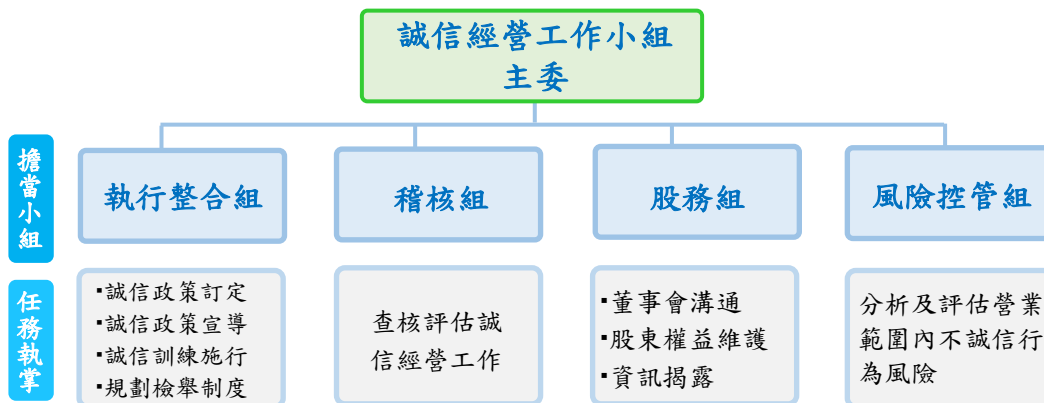 誠信經營工作小組
主委
擔當小組
執行整合組
稽核組
股務組
風險控管組
任務執掌
▪誠信政策訂定
▪誠信政策宣導
▪誠信訓練施行
▪規劃檢舉制度
查核評估誠
信經營工作
▪董事會溝通
▪股東權益維護
▪資訊揭露
分析及評估營業
範圍內不誠信行
為風險